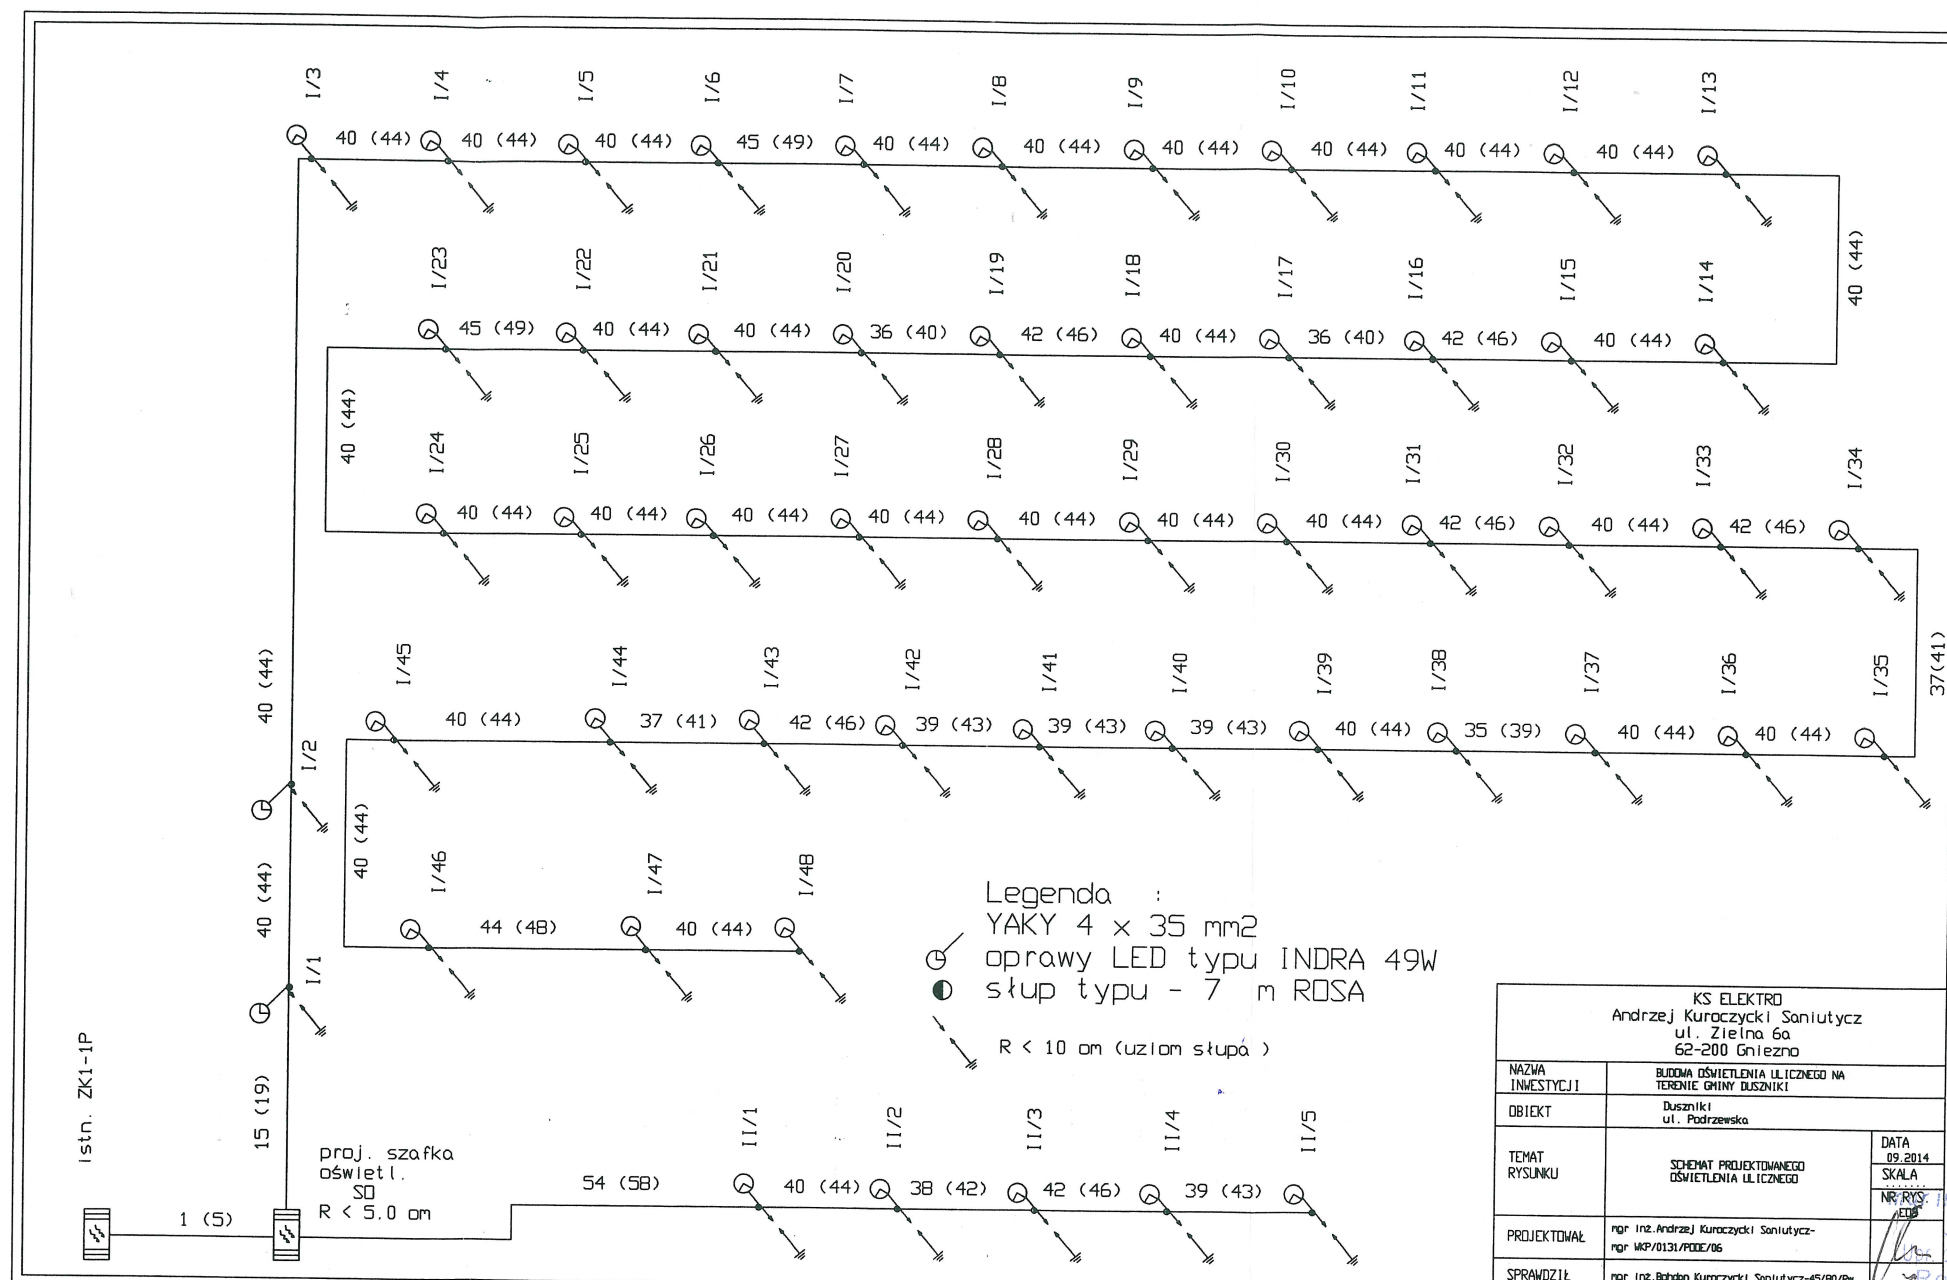 I/3
I/4
I/5
I/6
I/7
I/8
I/9
I/10
I/11
I/12
I/13
40 (44)
40 (44)
40 (44)
45 (49)
40 (44)
40 (44)
40 (44)
40 (44)
40 (44)
40 (44)
40 (44)
I/23
I/22
I/21
I/20
I/19
I/18
I/17
I/16
I/15
I/14
45 (49)
40 (44)
40 (44)
36 (40)
42 (46)
40 (44)
36 (40)
42 (46)
40 (44)
40 (44)
I/24
I/25
I/26
I/27
I/28
I/29
I/30
I/31
I/32
I/33
I/34
40 (44)
40 (44)
40 (44)
40 (44)
40 (44)
40 (44)
40 (44)
42 (46)
40 (44)
42 (46)
37(41)
I/45
I/44
I/43
I/42
I/41
I/40
I/39
I/38
I/37
I/36
I/35
40 (44)
37 (41)
42 (46)
39 (43)
39 (43)
39 (43)
40 (44)
35 (39)
40 (44)
40 (44)
40 (44)
I/2
40 (44)
40 (44)
I/1
I/46
I/47
I/48
44 (48)
40 (44)
Legenda :
YAKY 4 x 35 mm2
oprawy LED typu INDRA 49W
słup typu - 7 m ROSA
R < 10 om (uziom słupa )
istn. ZK1-1P
15 (19)
1 (5)
proj. szafka
oświetl.
SO
R < 5,0 om
54 (58)
II/1
II/2
II/3
II/4
II/5
40 (44)
38 (42)
42 (46)
39 (43)
KS ELEKTRO
Andrzej Kuroczycki Saniutycz
ul. Zielna 6a
62-200 Gniezno
NAZWA
INWESTYCJI
BUDOWA OŚWIETLENIA ULICZNEGO NA
TERENIE GMINY DUSZNIKI
OBIEKT
Duszniki
ul. Podrzewska
TEMAT
RYSUNKU
SCHEMAT PROJEKTOWANEGO
OŚWIETLENIA ULICZNEGO
DATA
09.2014
SKALA
.......
NR RYS.
PROJEKTOWAŁ
mgr inż.Andrzej Kuroczycki Saniutycz-
mgr WKP/0131/POOE/06
SPRAWDZIŁ
mgr inż.Bohdan Kuroczycki Saniutycz-45/80/Pw